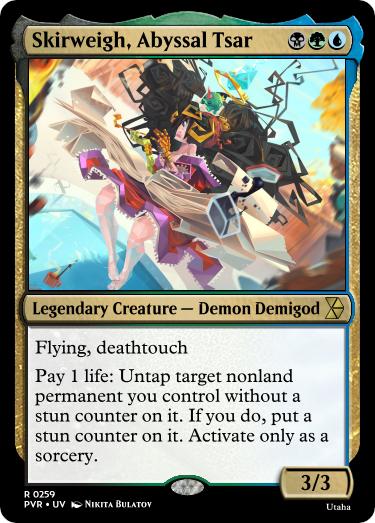 Skirweigh, Abyssal Tsar
Legendary Creature — Demon Demigod
Flying, deathtouch
Pay 1 life: Untap target nonland
permanent you control without a
stun counter on it. If you do, put a
stun counter on it. Activate only as a
sorcery.
3/3
R 0259
PVR • UV Nikita Bulatov
Utaha